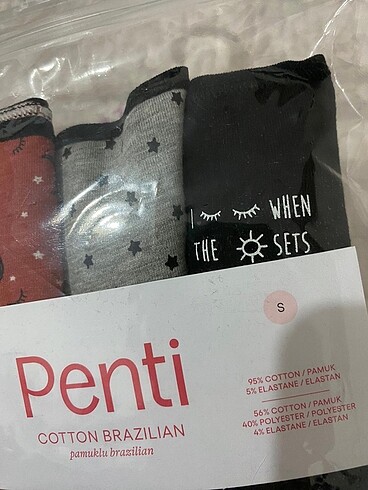 I WHEN
THE SETS
S
Penti
COTTON BRAZILIAN
pamuklu brazilian
95% COTTON / PAMUK
5% ELASTANE / ELASTAN
56% COTTON / PAMUK
40% POLYESTER / POLYESTER
4% ELASTANE / ELASTAN